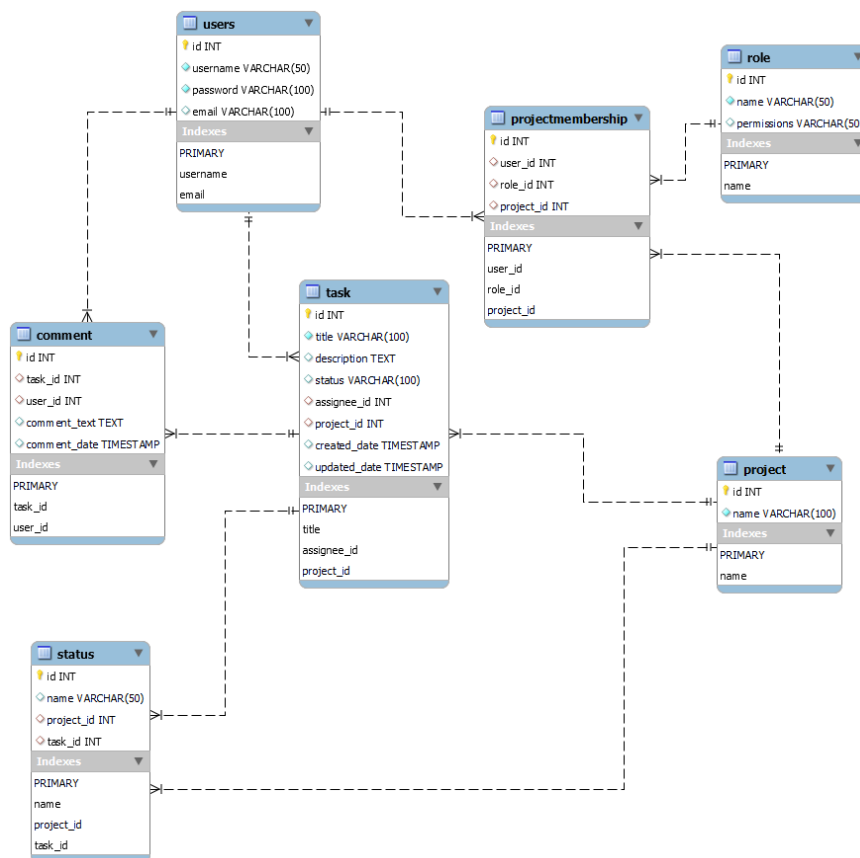 users
id INT
username VARCHAR(50)
password VARCHAR(100)
email VARCHAR(100)
Indexes
PRIMARY
username
email
role
id INT
name VARCHAR(50)
permissions VARCHAR(50
Indexes
PRIMARY
name
projectmembership
id INT
user_id INT
role_id INT
project_id INT
Indexes
PRIMARY
user_id
role_id
project_id
task
id INT
title VARCHAR(100)
description TEXT
status VARCHAR(100)
assignee_id INT
project_id INT
created_date TIMESTAMP
updated_date TIMESTAMP
Indexes
PRIMARY
title
assignee_id
project_id
comment
id INT
task_id INT
user_id INT
comment_text TEXT
comment_date TIMESTAMP
Indexes
PRIMARY
task_id
user_id
project
id INT
name VARCHAR(100)
Indexes
PRIMARY
name
status
id INT
name VARCHAR(50)
project_id INT
task_id INT
Indexes
PRIMARY
name
project_id
task_id